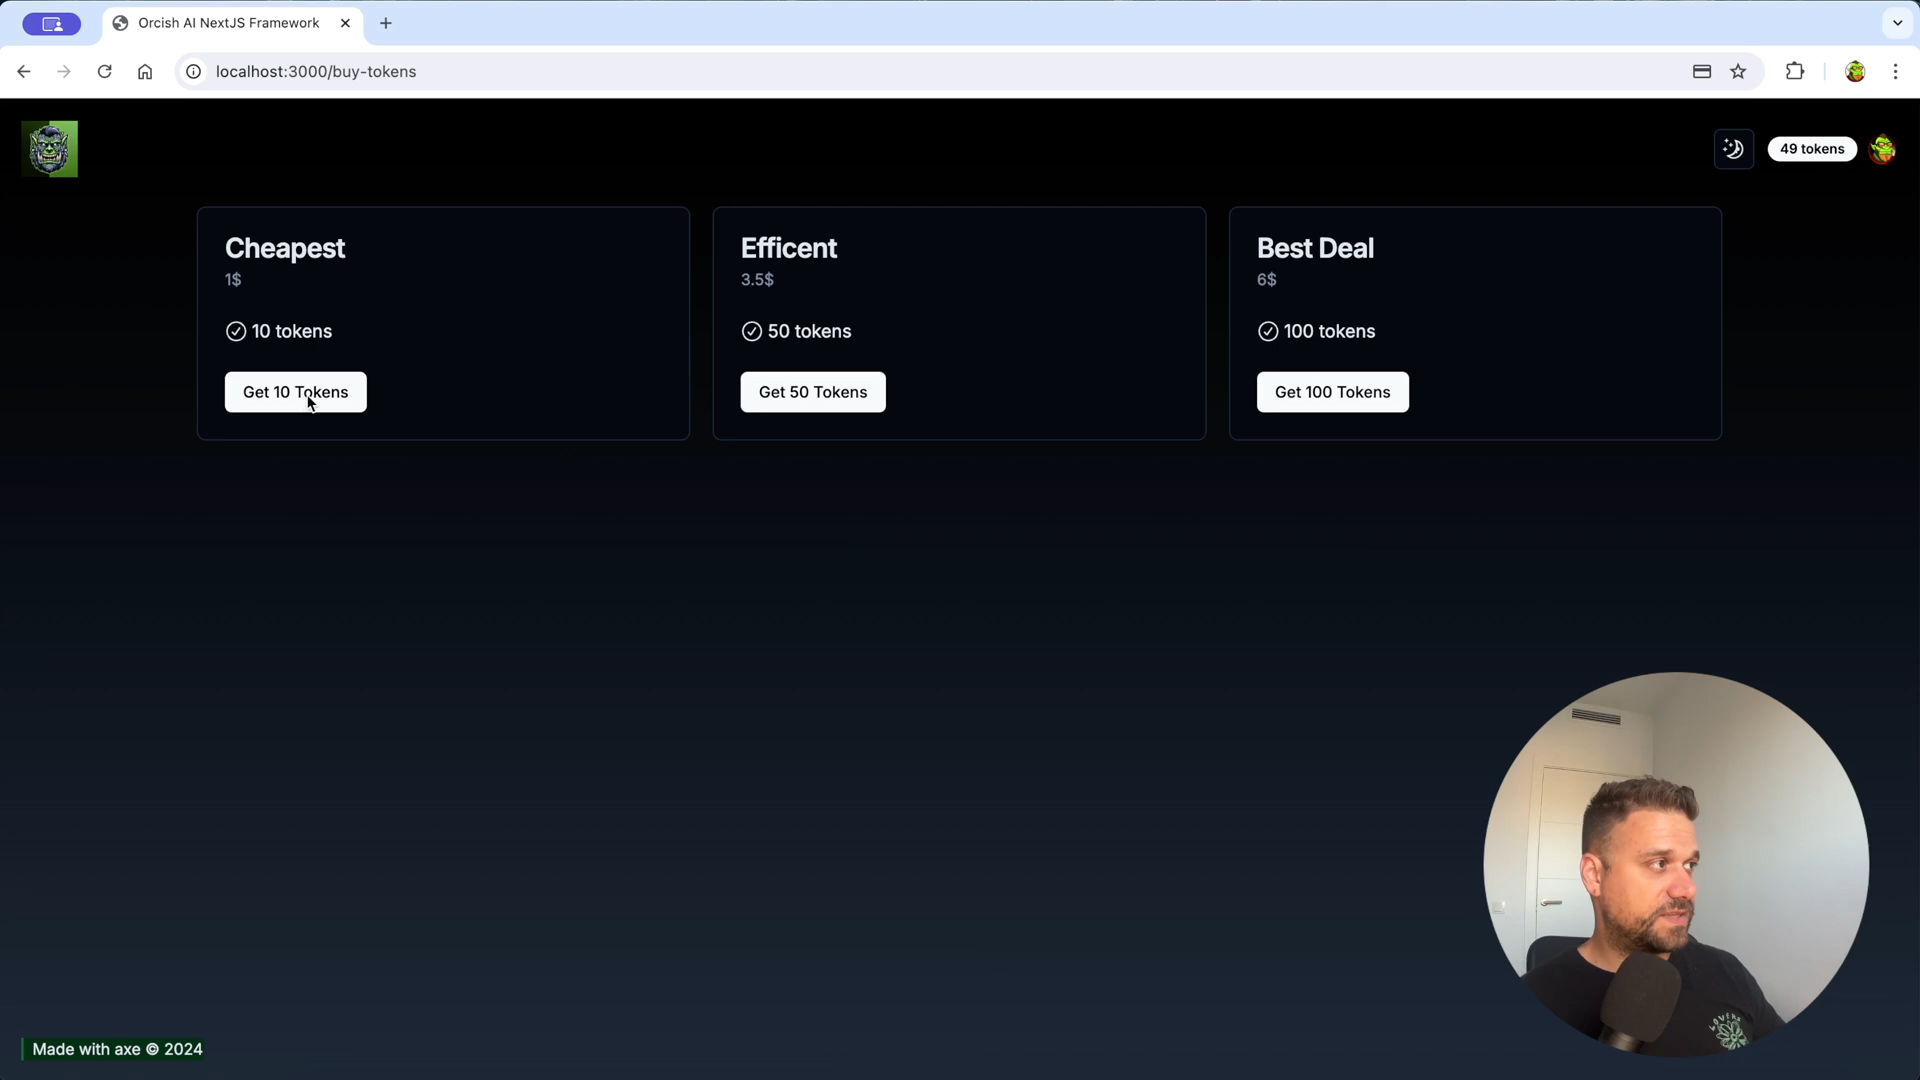 Orcish AI NextJS Framework
localhost:3000/buy-tokens
49 tokens
Cheapest
1$
10 tokens
Get 10 Tokens
Efficent
3.5$
50 tokens
Get 50 Tokens
Best Deal
6$
100 tokens
Get 100 Tokens
LOVERS
Made with axe © 2024